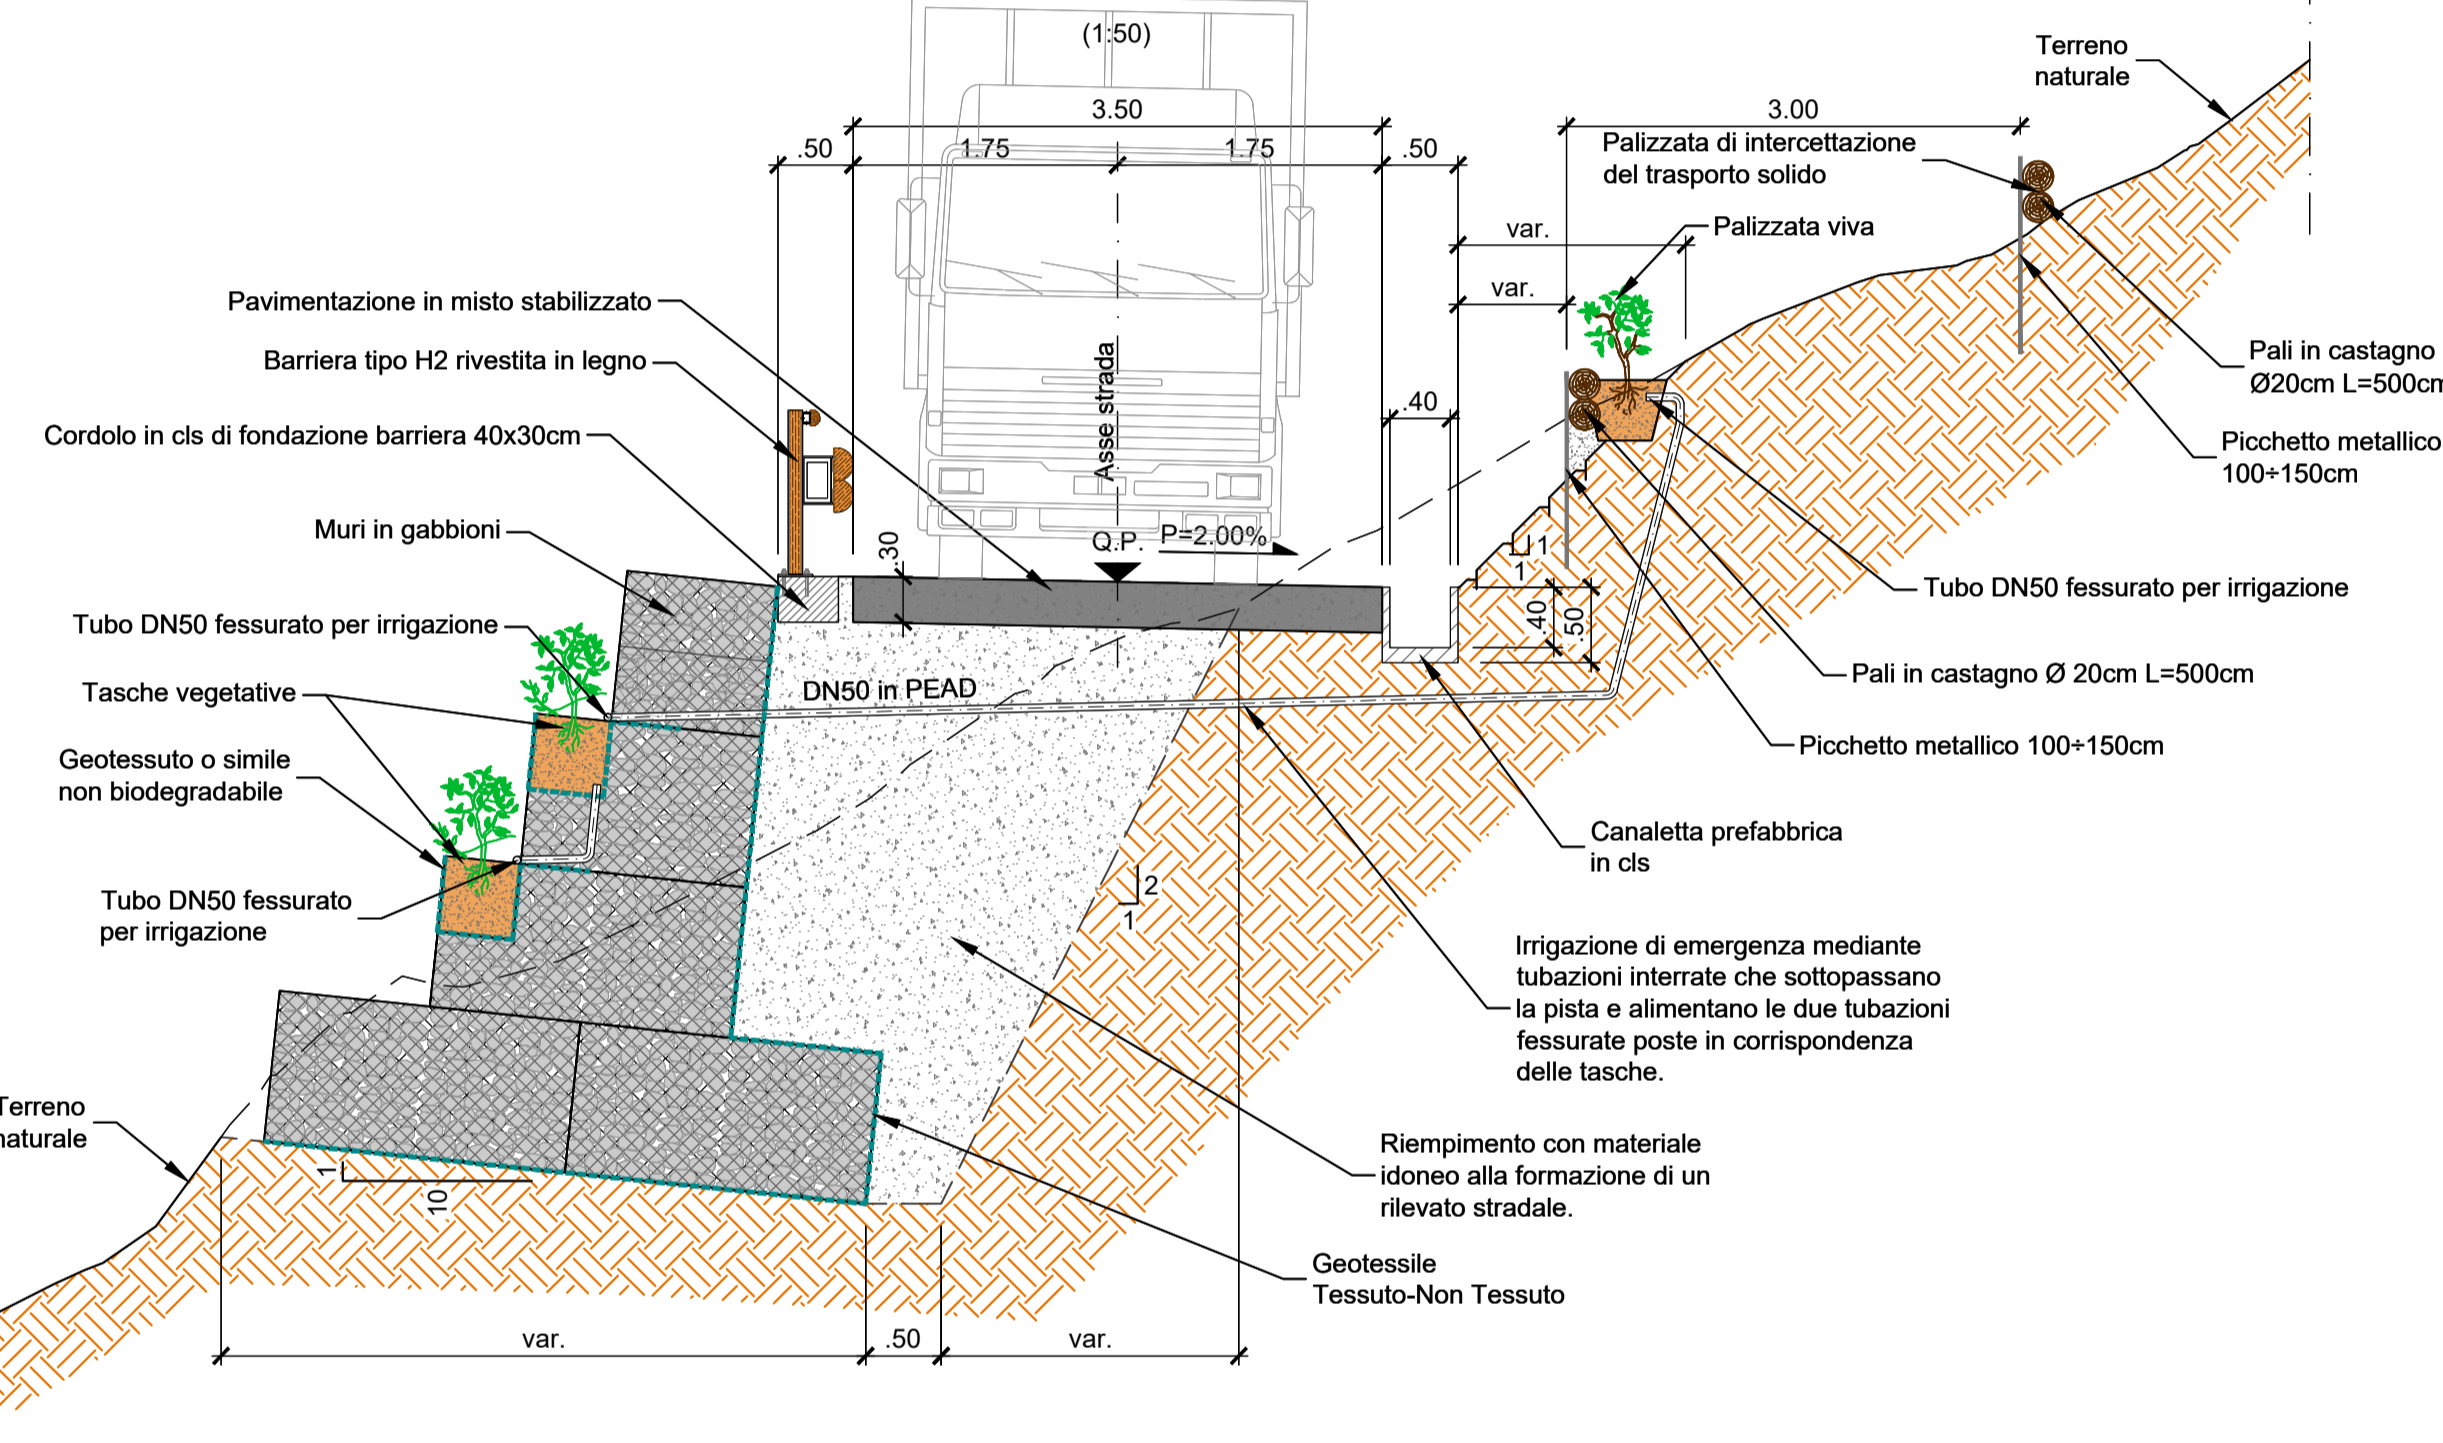 (1:50)
Terreno
naturale
3.50
3.00
.50
1.75
1.75
.50
Palizzata di intercettazione
del trasporto solido
var.
Palizzata viva
var.
Pavimentazione in misto stabilizzato
Barriera tipo H2 rivestita in legno
Pali in castagno
Ø20cm L=500cm
Asse strada
.40
Cordolo in cls di fondazione barriera 40x30cm
Picchetto metallico
100÷150cm
Muri in gabbioni
.30
Q.P.
P=2.00%
1
1
Tubo DN50 fessurato per irrigazione
.40
.50
Tubo DN50 fessurato per irrigazione
Tasche vegetative
DN50 in PEAD
Pali in castagno Ø 20cm L=500cm
Geotessuto o simile
non biodegradabile
Picchetto metallico 100÷150cm
Canaletta prefabbrica
in cls
2
1
Tubo DN50 fessurato
per irrigazione
Irrigazione di emergenza mediante
tubazioni interrate che sottopassano
la pista e alimentano le due tubazioni
fessurate poste in corrispondenza
delle tasche.
Terreno
naturale
1
10
Riempimento con materiale
idoneo alla formazione di un
rilevato stradale.
Geotessile
Tessuto-Non Tessuto
var.
.50
var.